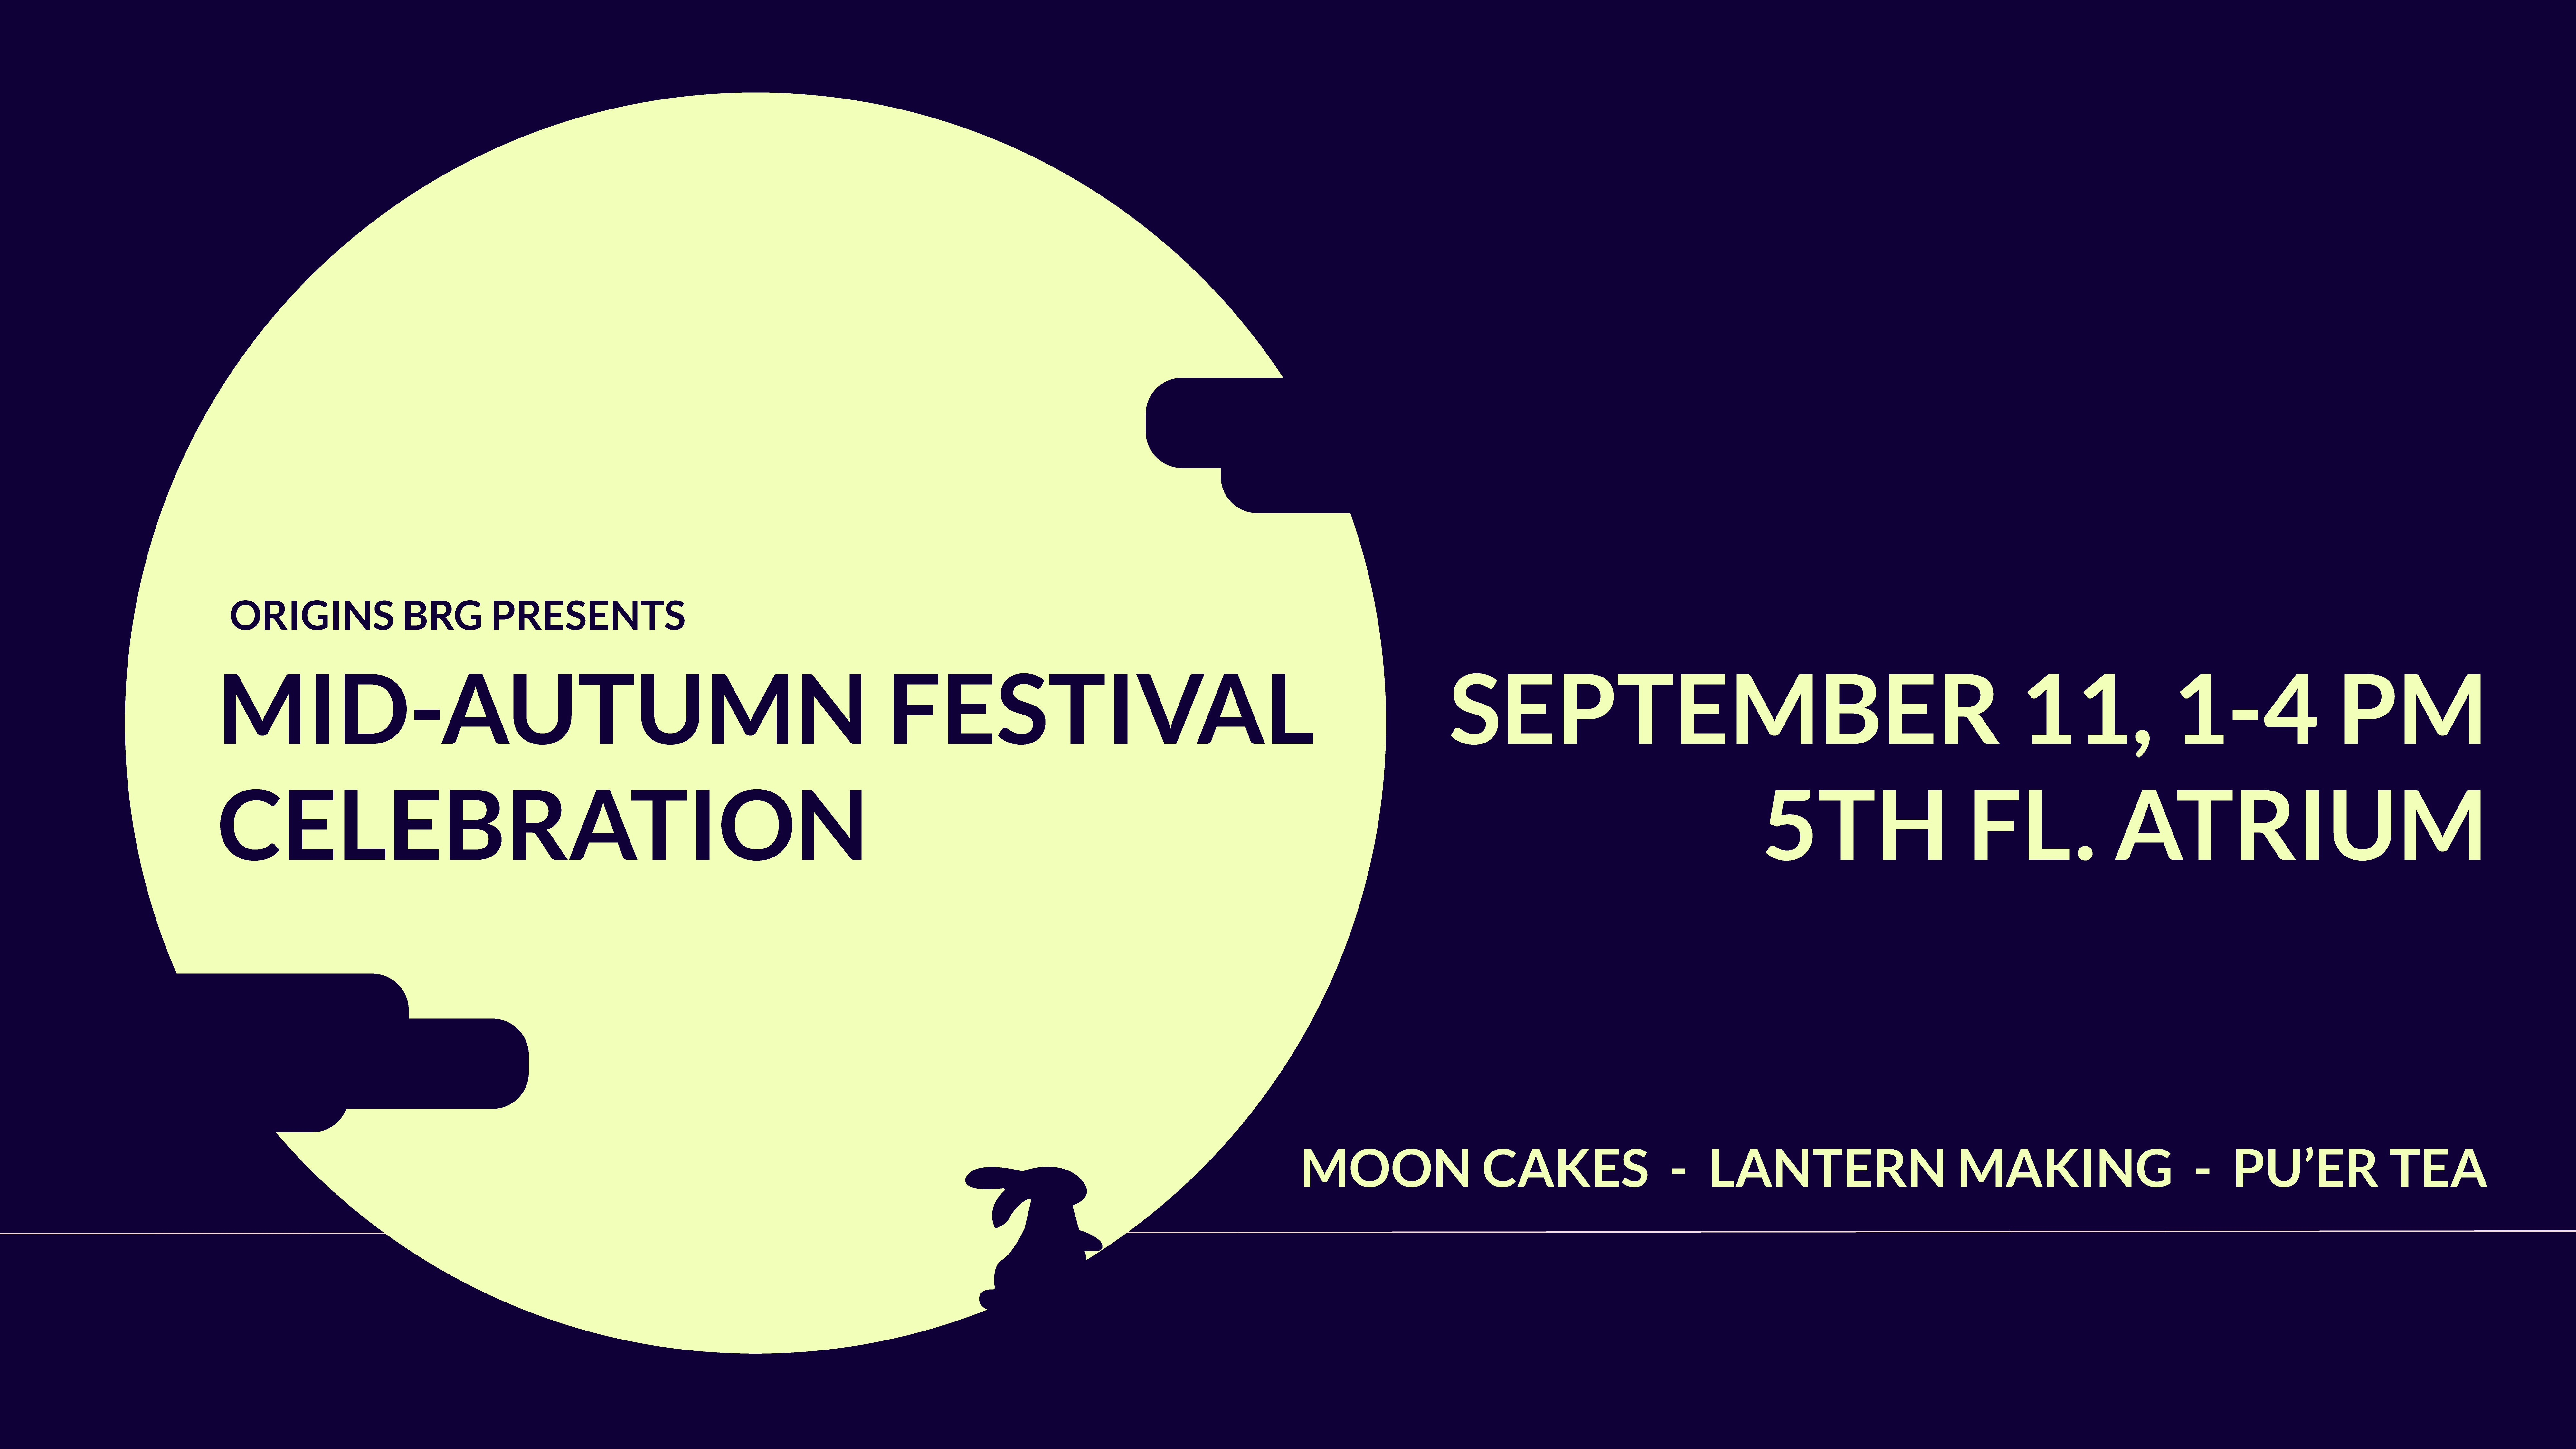 ORIGINS BRG PRESENTS
MID-AUTUMN FESTIVAL
CELEBRATION
SEPTEMBER 11, 1-4 PM
5TH FL. ATRIUM
MOON CAKES - LANTERN MAKING - PU’ER TEA